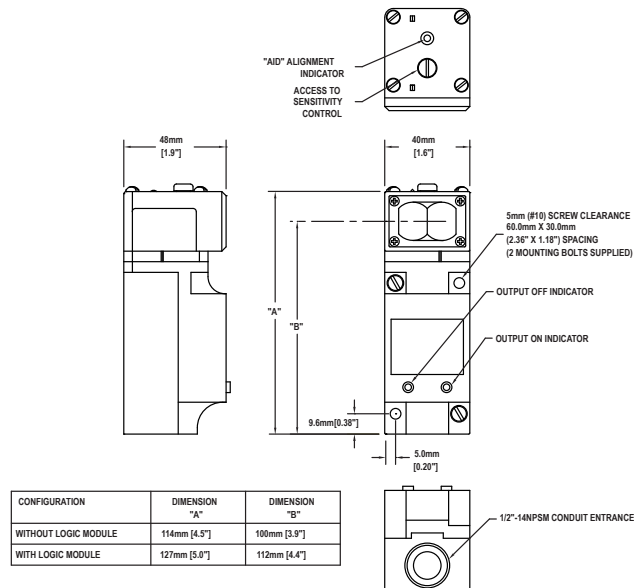 "AID" ALIGNMENT
INDICATOR
ACCESS TO
SENSITIVITY
CONTROL
48mm
[1.9"]
40mm
[1.6"]
5mm (#10) SCREW CLEARANCE
60.0mm X 30.0mm
(2.36" X 1.18") SPACING
(2 MOUNTING BOLTS SUPPLIED)
OUTPUT OFF INDICATOR
"A"
"B"
OUTPUT ON INDICATOR
9.6mm[0.38"]
5.0mm
[0.20"]
CONFIGURATION DIMENSION "A" DIMENSION "B"
WITHOUT LOGIC MODULE 114mm [4.5"] 100mm [3.9"]
WITH LOGIC MODULE 127mm [5.0"] 112mm [4.4"]
1/2"-14NPSM CONDUIT ENTRANCE